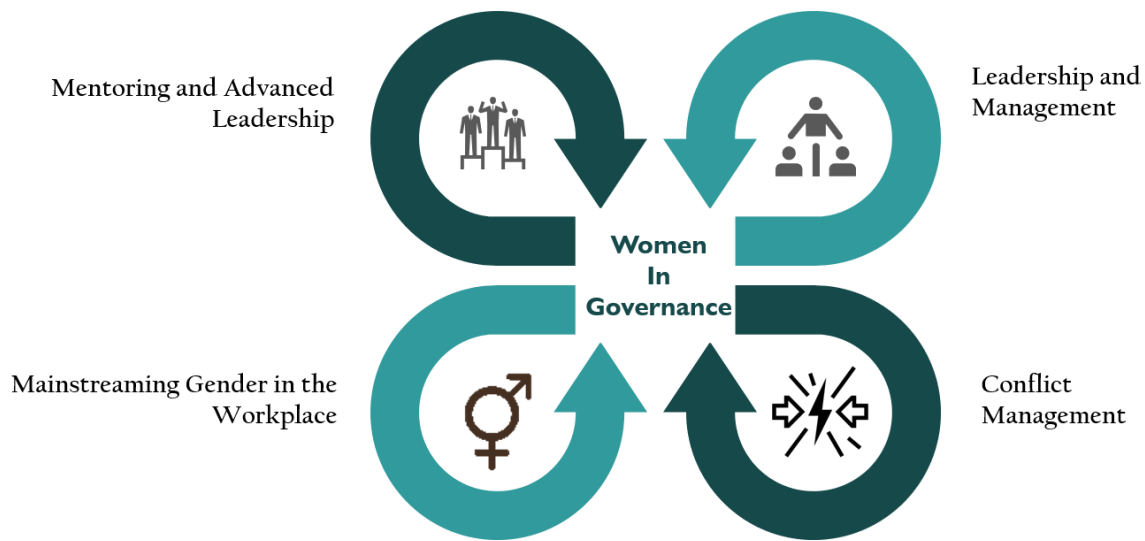 Mentoring and Advanced
Leadership
Leadership and
Management
Women
In
Governance
Mainstreaming Gender in the
Workplace
Conflict
Management